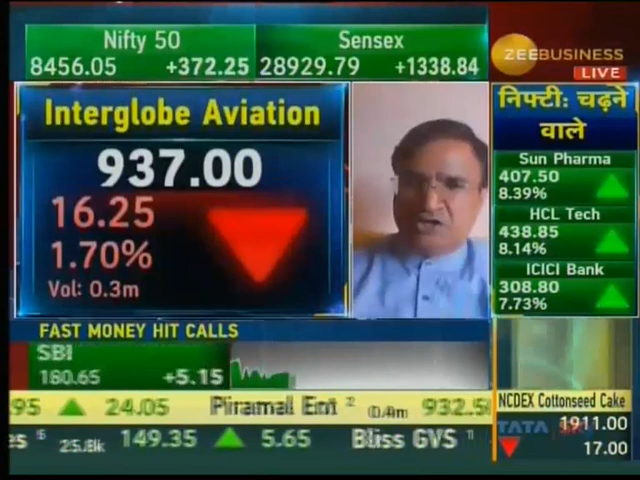 Nifty 50
8456.05 +372.25
Sensex
28929.79 +1338.84
ZEEBUSINESS
LIVE
Interglobe Aviation
937.00
16.25
1.70%
Vol: 0.3m
निफ्टी: चढ़ने
वाले
Sun Pharma
407.50
8.39%
HCL Tech
438.85
8.14%
ICICI Bank
308.80
7.73%
FAST MONEY HIT CALLS
SBI
180.65 +5.15
NCDEX Cottonseed Cake
1911.00
17.00
95 24.05 Piramal Ent 0.4m 932.5
25.8k 149.35 5.65 Bliss GVS
TATA